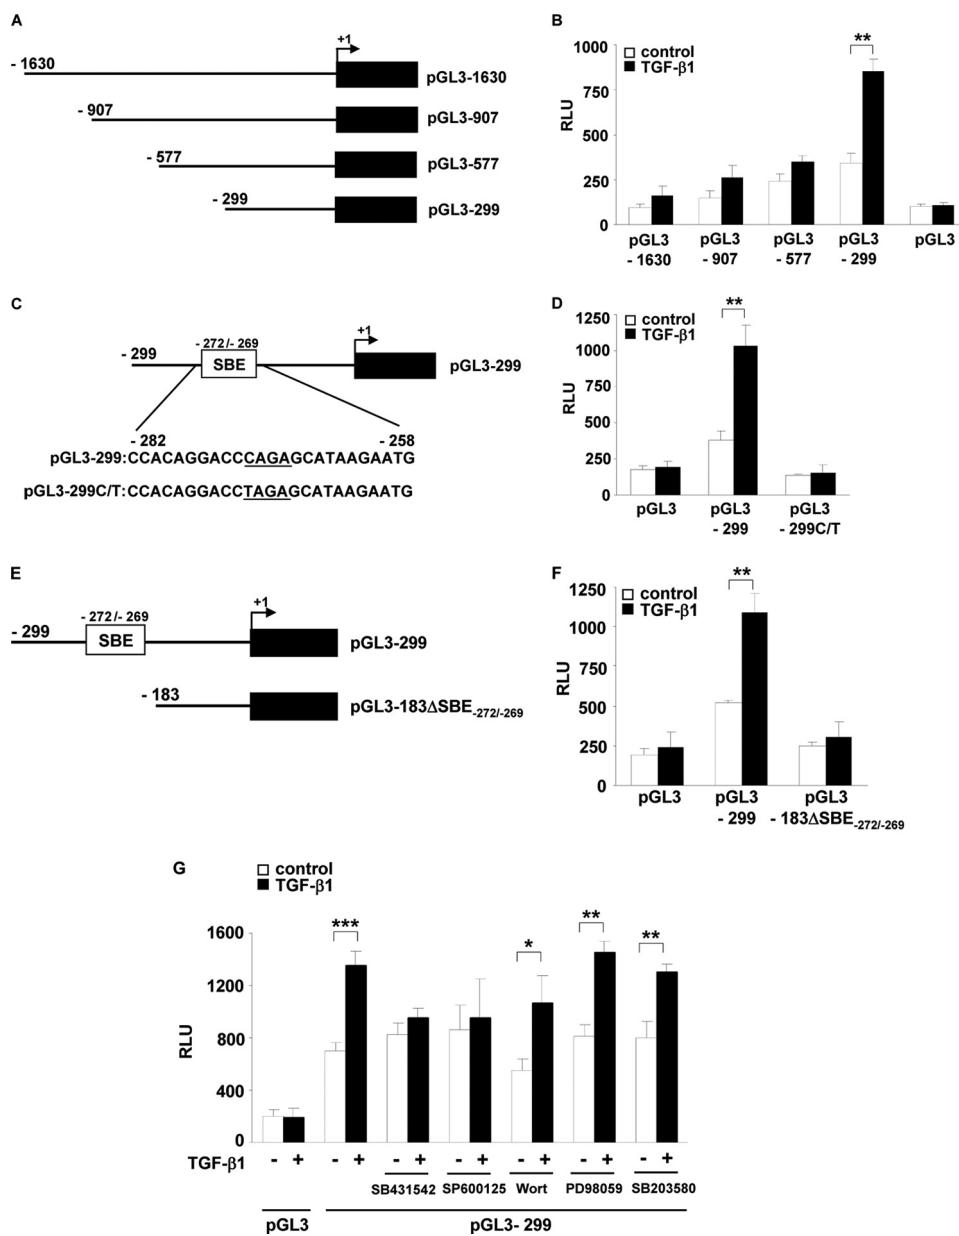 A
+1
- 1630
pGL3-1630
- 907
pGL3-907
- 577
pGL3-577
- 299
pGL3-299
B
control
TGF-β1
**
RLU
1000
750
500
250
0
pGL3 pGL3 pGL3 pGL3 pGL3
- 1630 - 907 - 577 - 299
C
+1
- 272/- 269
- 299
SBE
pGL3-299
- 282 - 258
pGL3-299:CCACAGGACCCAGAGCATAAGAATG
pGL3-299C/T:CCACAGGACCTAGAGCATAAGAATG
D
control
TGF-β1
**
RLU
1250
1000
750
500
250
0
pGL3 pGL3 pGL3
- 299 - 299C/T
E
+1
- 272/- 269
- 299
SBE
pGL3-299
- 183
pGL3-183ΔSBE-272/-269
F
control
TGF-β1
**
RLU
1250
1000
750
500
250
0
pGL3 pGL3 pGL3
- 299 - 183ΔSBE-272/-269
G
control
TGF-β1
*** * ** **
RLU
1600
1200
800
400
0
TGF-β1 - + - + - + - + - + - + - +
SB431542 SP600125 Wort PD98059 SB203580
pGL3 pGL3- 299